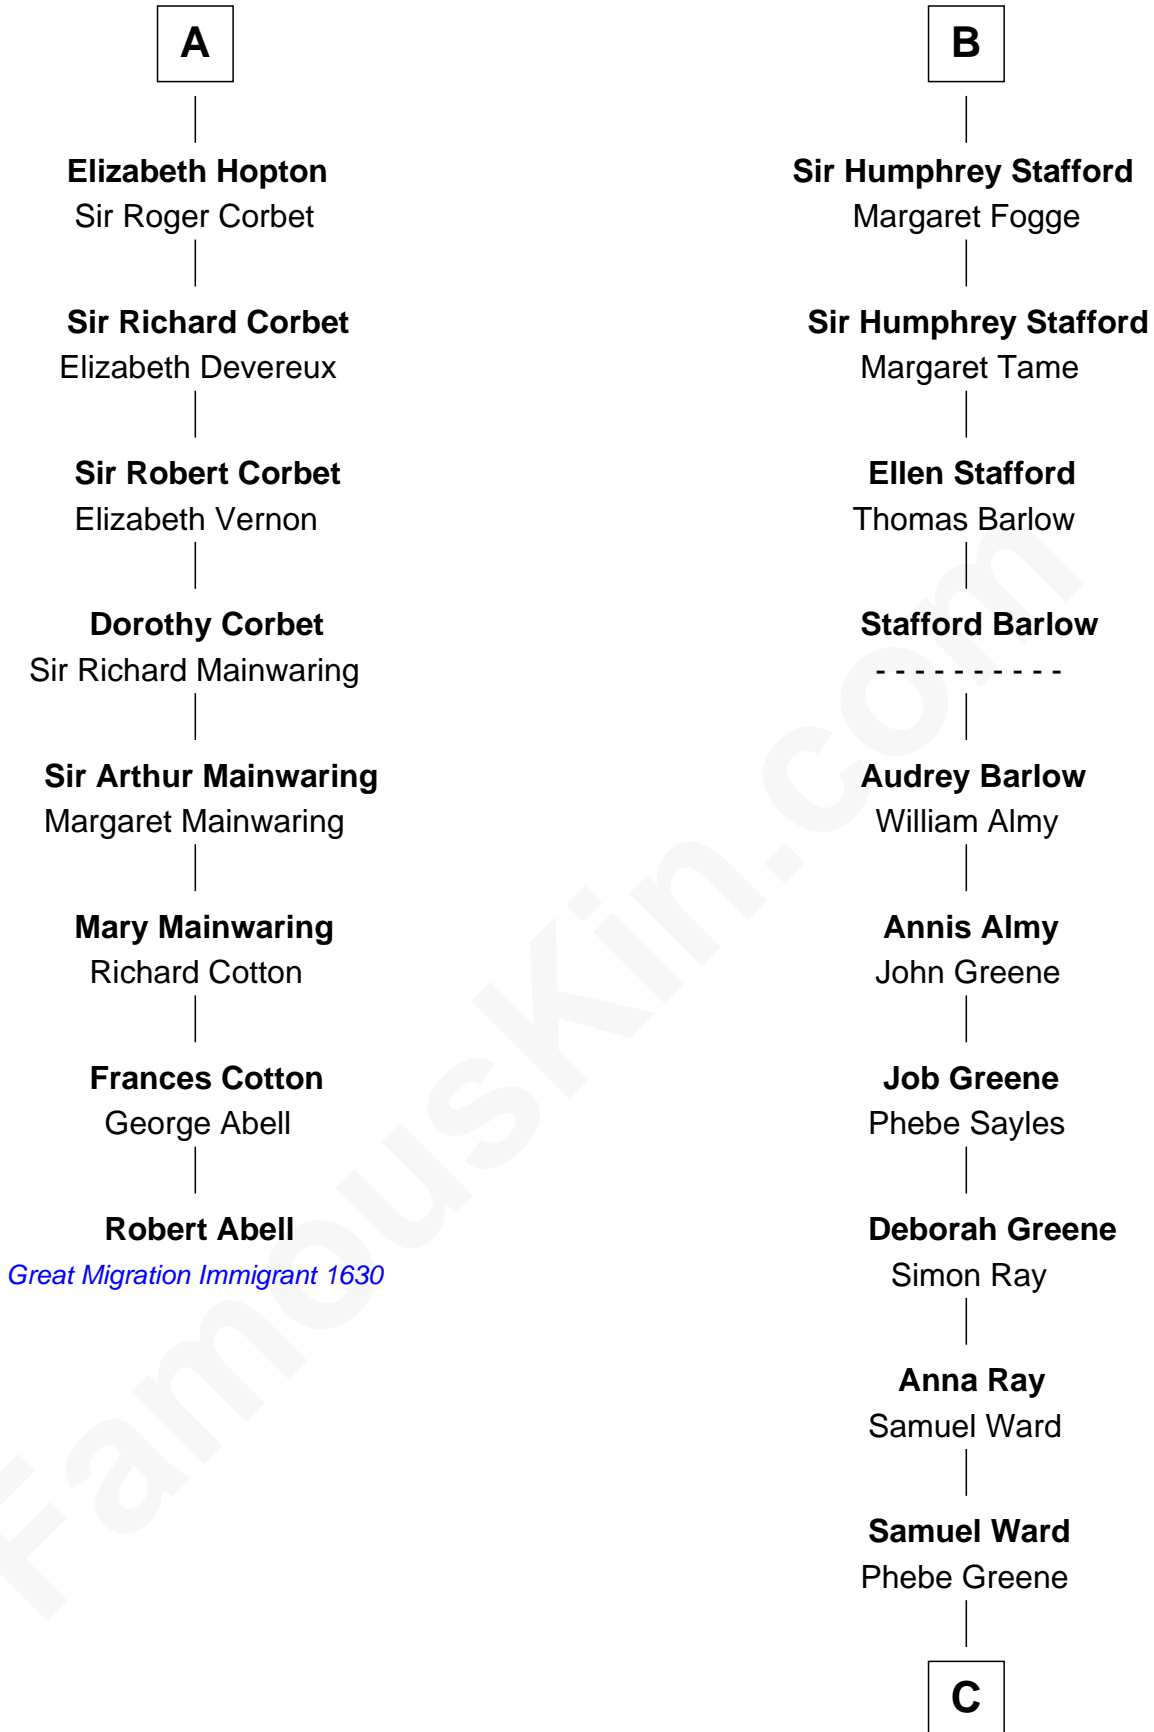 A
Elizabeth Hopton
Sir Roger Corbet
Sir Richard Corbet
Elizabeth Devereux
Sir Robert Corbet
Elizabeth Vernon
Dorothy Corbet
Sir Richard Mainwaring
Sir Arthur Mainwaring
Margaret Mainwaring
Mary Mainwaring
Richard Cotton
Frances Cotton
George Abell
Robert Abell
Great Migration Immigrant 1630
B
Sir Humphrey Stafford
Margaret Fogge
Sir Humphrey Stafford
Margaret Tame
Ellen Stafford
Thomas Barlow
Stafford Barlow
- - - - - - - - - -
Audrey Barlow
William Almy
Annis Almy
John Greene
Job Greene
Phebe Sayles
Deborah Greene
Simon Ray
Anna Ray
Samuel Ward
Samuel Ward
Phebe Greene
C
FamousKin.com